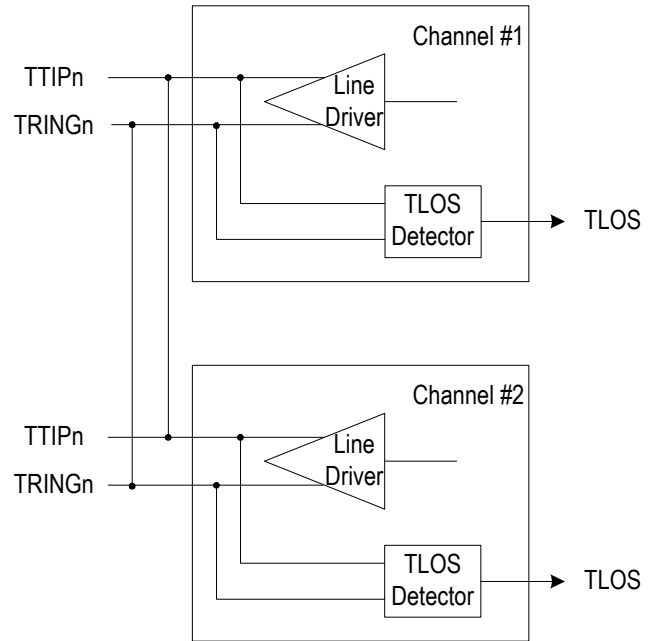 Channel #1
TTIPn
Line
Driver
TRINGn
TLOS
Detector
TLOS
Channel #2
TTIPn
Line
Driver
TRINGn
TLOS
Detector
TLOS